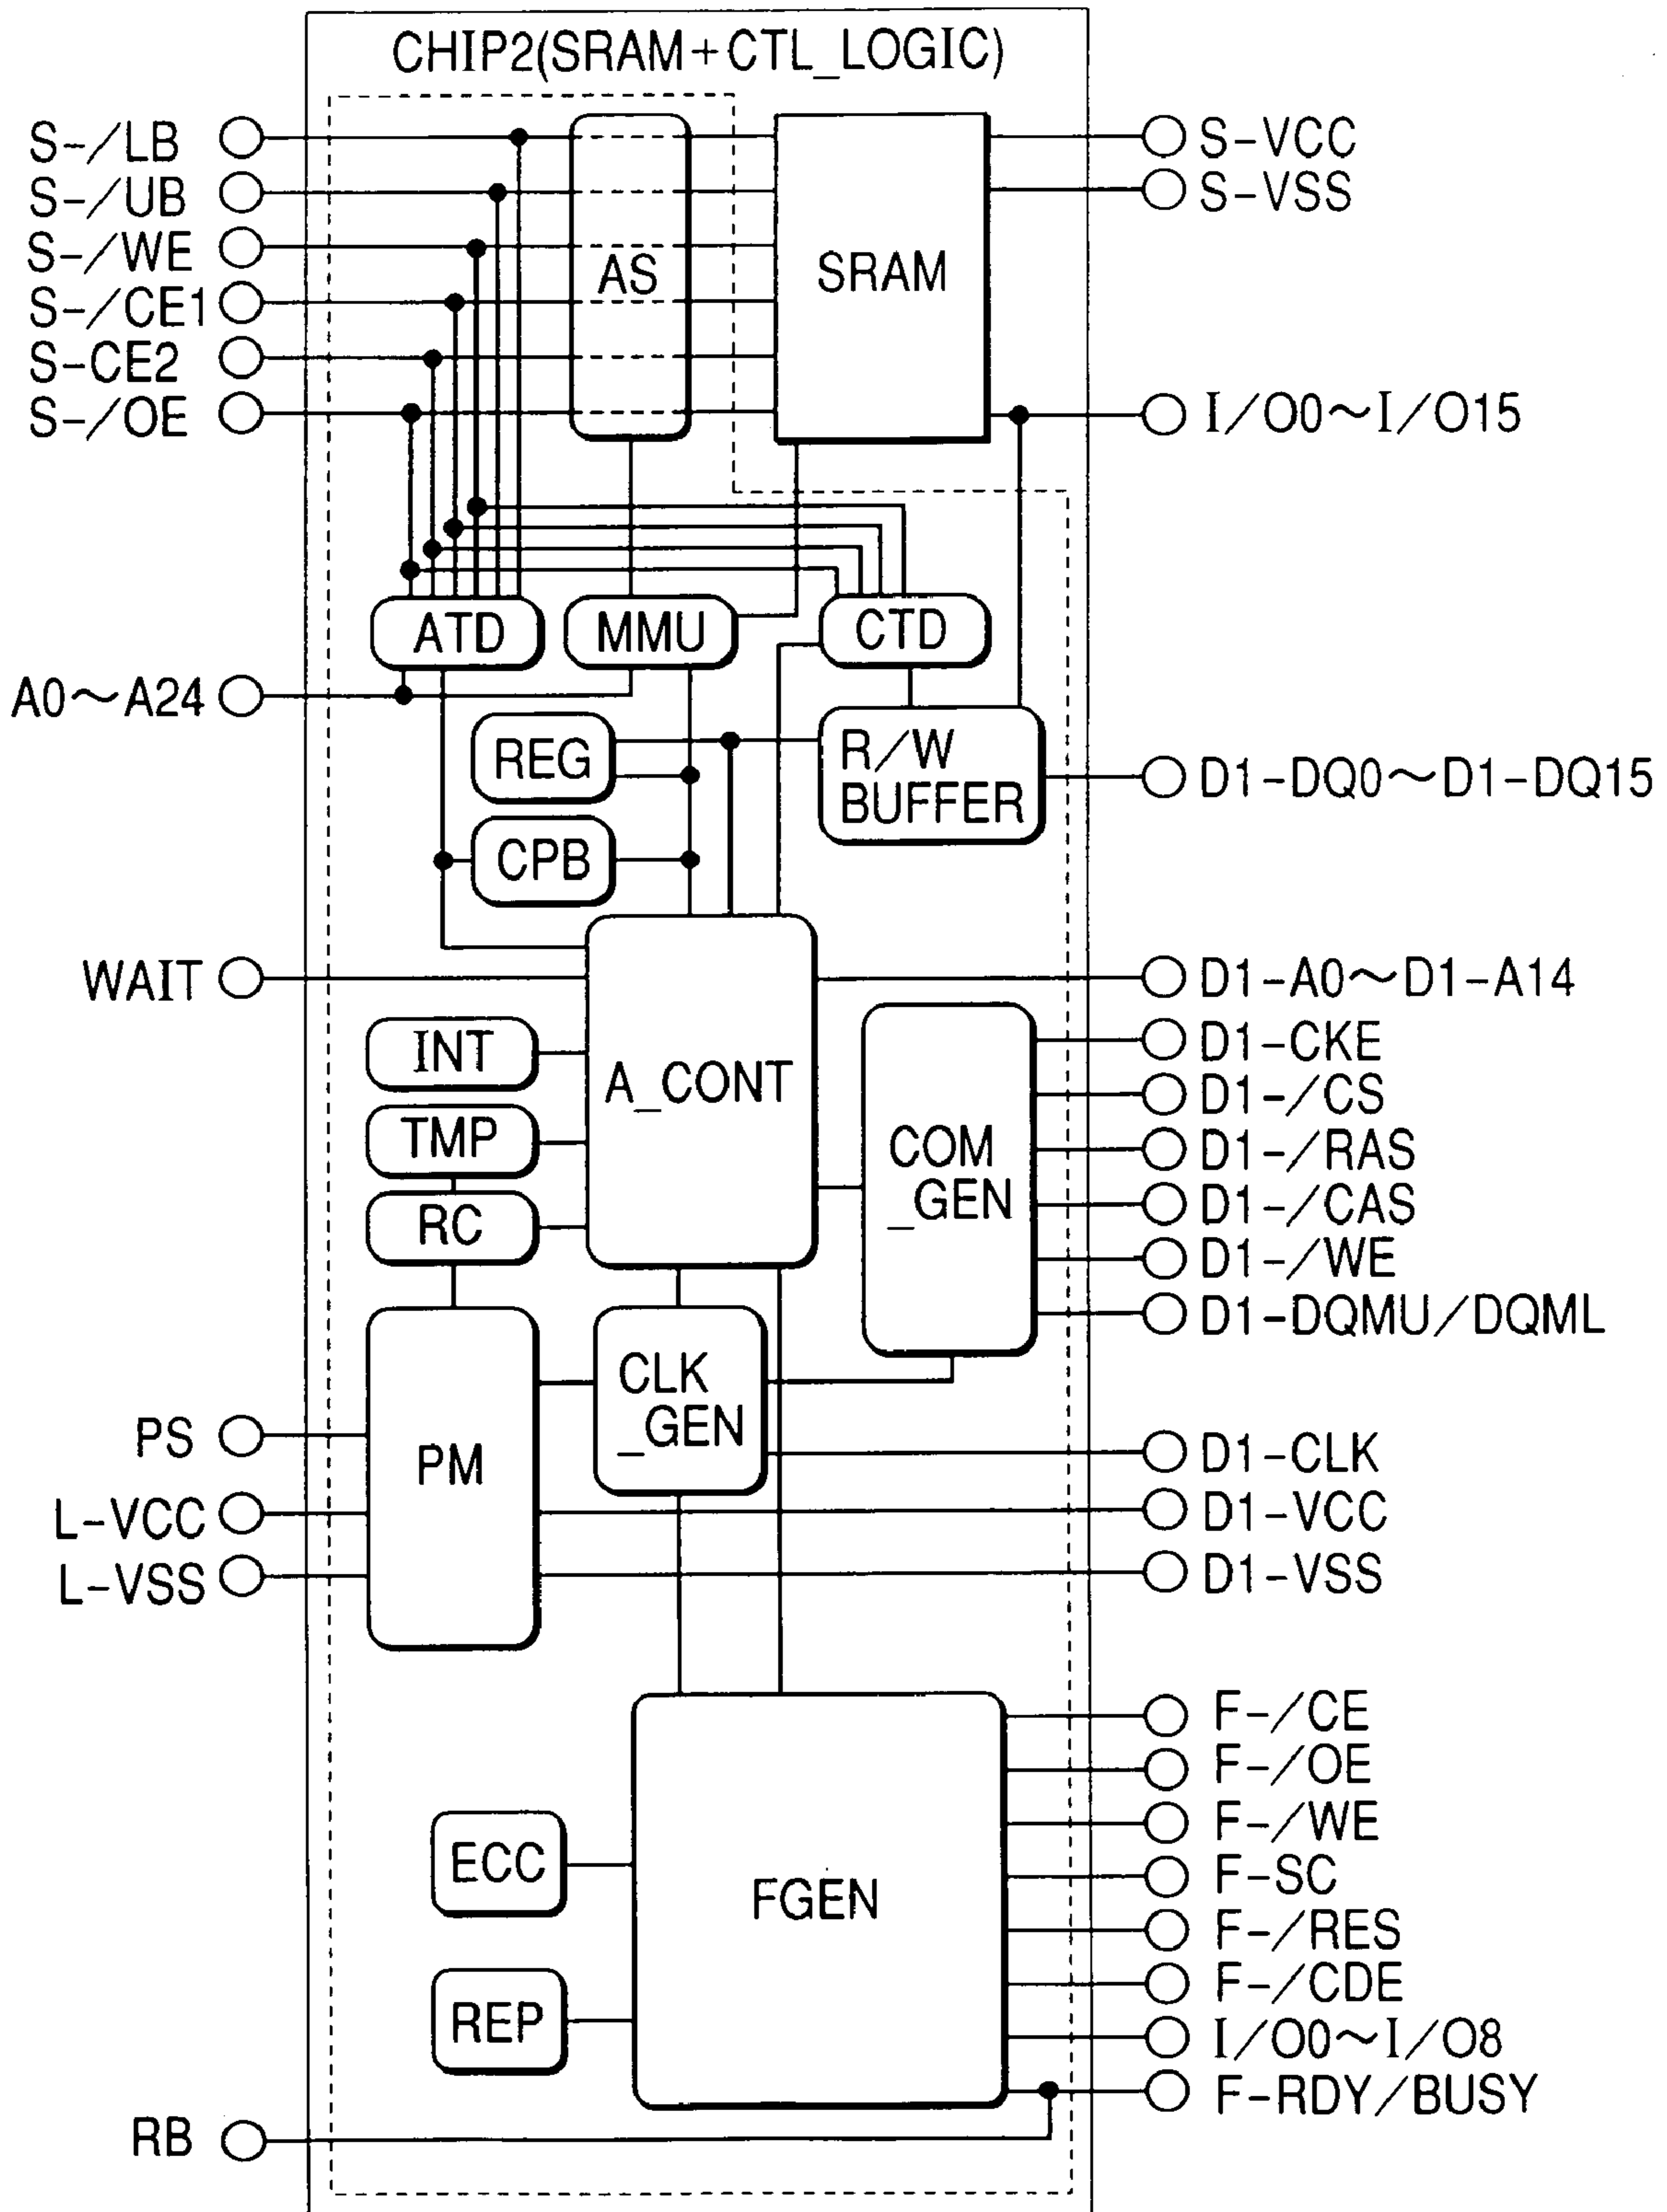 CHIP2(SRAM+CTL_LOGIC)
S-/LB
S-/UB
S-/WE
S-/CE1
S-CE2
S-/OE
AS
SRAM
S-VCC
S-VSS
I/O0～I/O15
ATD
MMU
CTD
A0～A24
REG
R/W
BUFFER
D1-DQ0～D1-DQ15
CPB
WAIT
A_CONT
D1-A0～D1-A14
INT
TMP
RC
COM
_GEN
D1-CKE
D1-/CS
D1-/RAS
D1-/CAS
D1-/WE
D1-DQMU/DQML
CLK
_GEN
PS
L-VCC
L-VSS
PM
D1-CLK
D1-VCC
D1-VSS
ECC
REP
FGEN
F-/CE
F-/OE
F-/WE
F-SC
F-/RES
F-/CDE
I/O0～I/O8
F-RDY/BUSY
RB